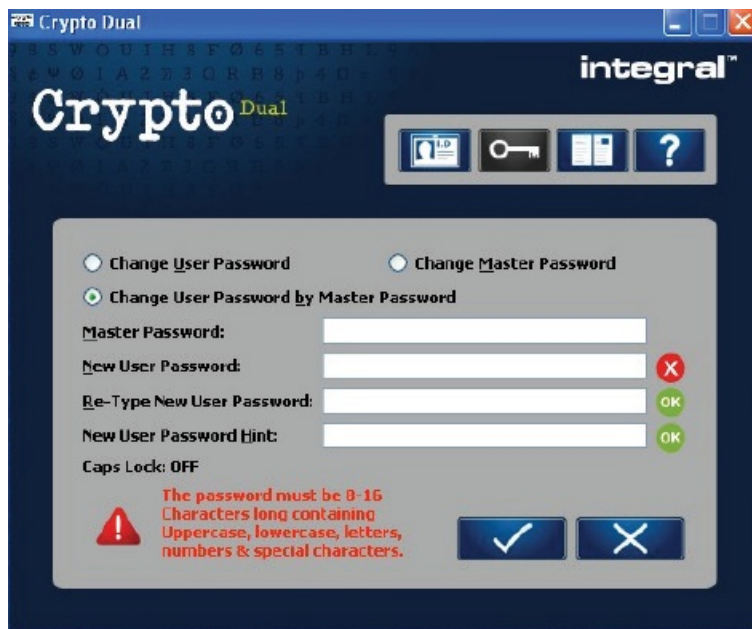 Crypto Dual
integral™
Crypto Dual
I.D
?
Change User Password
Change Master Password
Change User Password by Master Password
Master Password:
New User Password:
X
Re-Type New User Password:
OK
New User Password Hint:
OK
Caps Lock: OFF
The password must be 8-16
Characters long containing
Uppercase, lowercase, letters,
numbers & special characters.